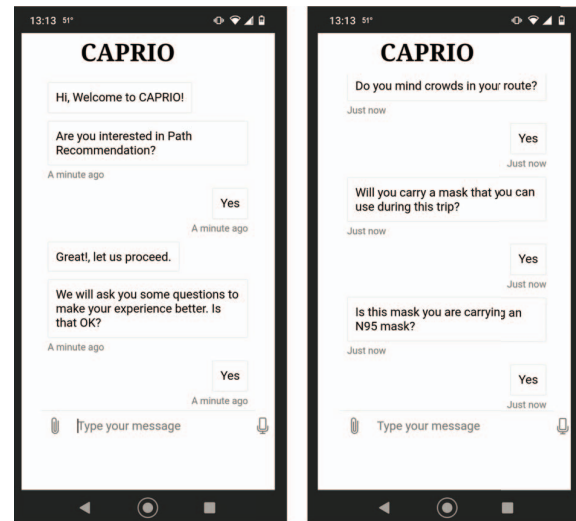 13:13 51°
CAPRIO
Hi, Welcome to CAPRIO!
Are you interested in Path
Recommendation?
A minute ago
Yes
A minute ago
Great!, let us proceed.
We will ask you some questions to
make your experience better. Is
that OK?
A minute ago
Yes
A minute ago
Type your message
13:13 51°
CAPRIO
Do you mind crowds in your route?
Just now
Yes
Just now
Will you carry a mask that you can
use during this trip?
Just now
Yes
Just now
Is this mask you are carrying an
N95 mask?
Just now
Yes
Just now
Type your message